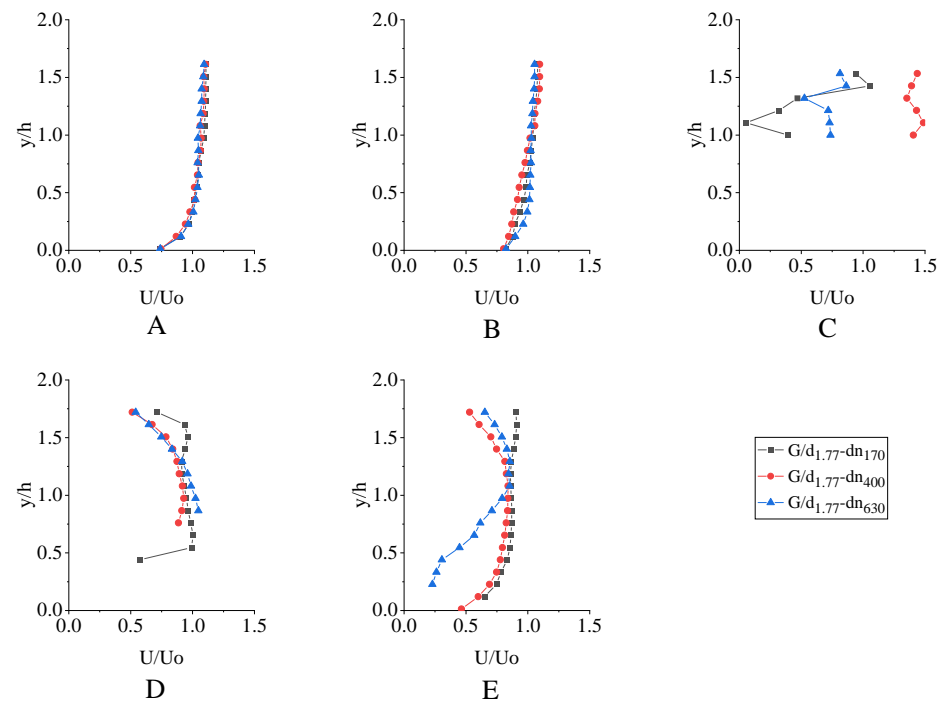 2.0 2.0 2.0
1.5 1.5 1.5
1.0 1.0 1.0
0.5 0.5 0.5
0.0 0.0 0.0
y/h y/h y/h
0.0 0.5 1.0 1.5 0.0 0.5 1.0 1.5 0.0 0.5 1.0 1.5
U/Uo U/Uo U/Uo
A B C
2.0 2.0
1.5 1.5
1.0 1.0
0.5 0.5
0.0 0.0
y/h y/h
0.0 0.5 1.0 1.5 0.0 0.5 1.0 1.5
U/Uo U/Uo
D E
G/d1.77-dn170
G/d1.77-dn400
G/d1.77-dn630